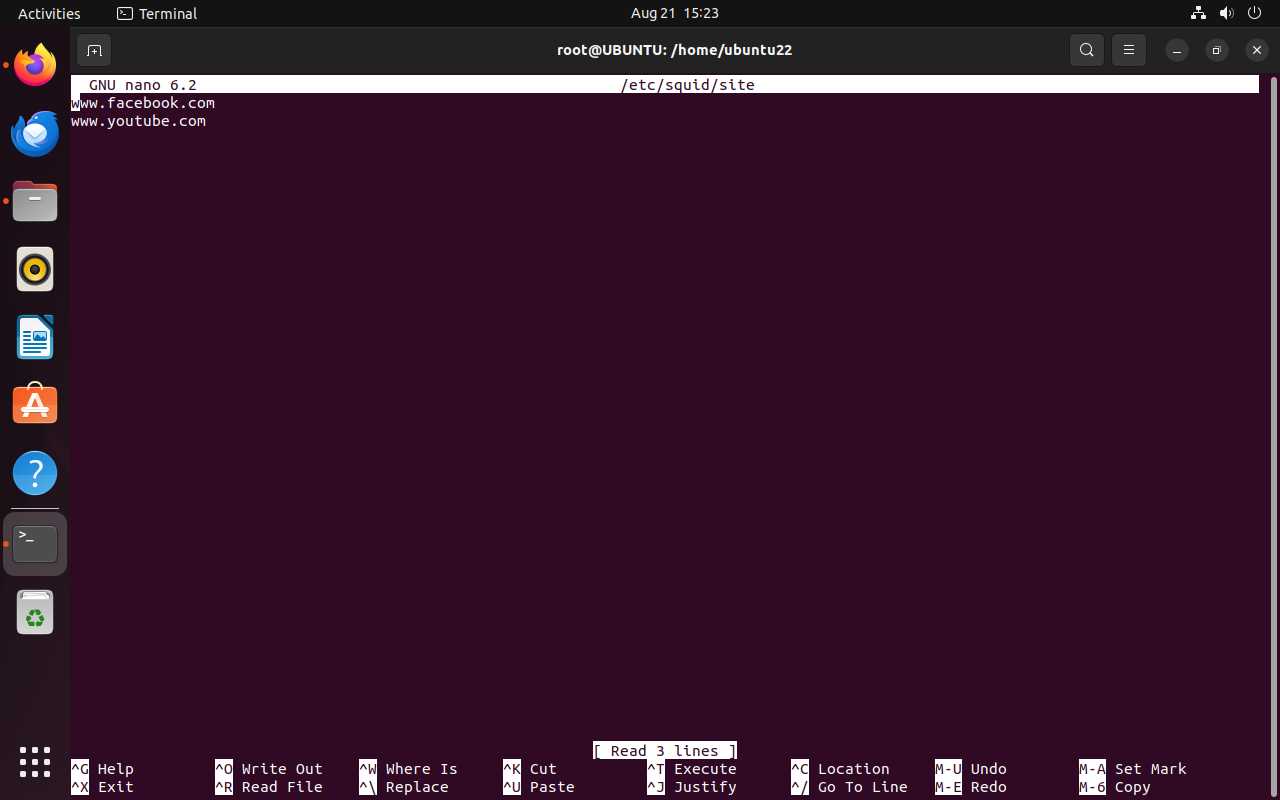 Activities Terminal Aug 21 15:23
root@UBUNTU: /home/ubuntu22
GNU nano 6.2 /etc/squid/site
www.facebook.com
www.youtube.com
[ Read 3 lines ]
^G Help ^O Write Out ^W Where Is ^K Cut ^T Execute ^C Location M-U Undo M-A Set Mark
^X Exit ^R Read File ^\ Replace ^U Paste ^J Justify ^/ Go To Line M-E Redo M-6 Copy